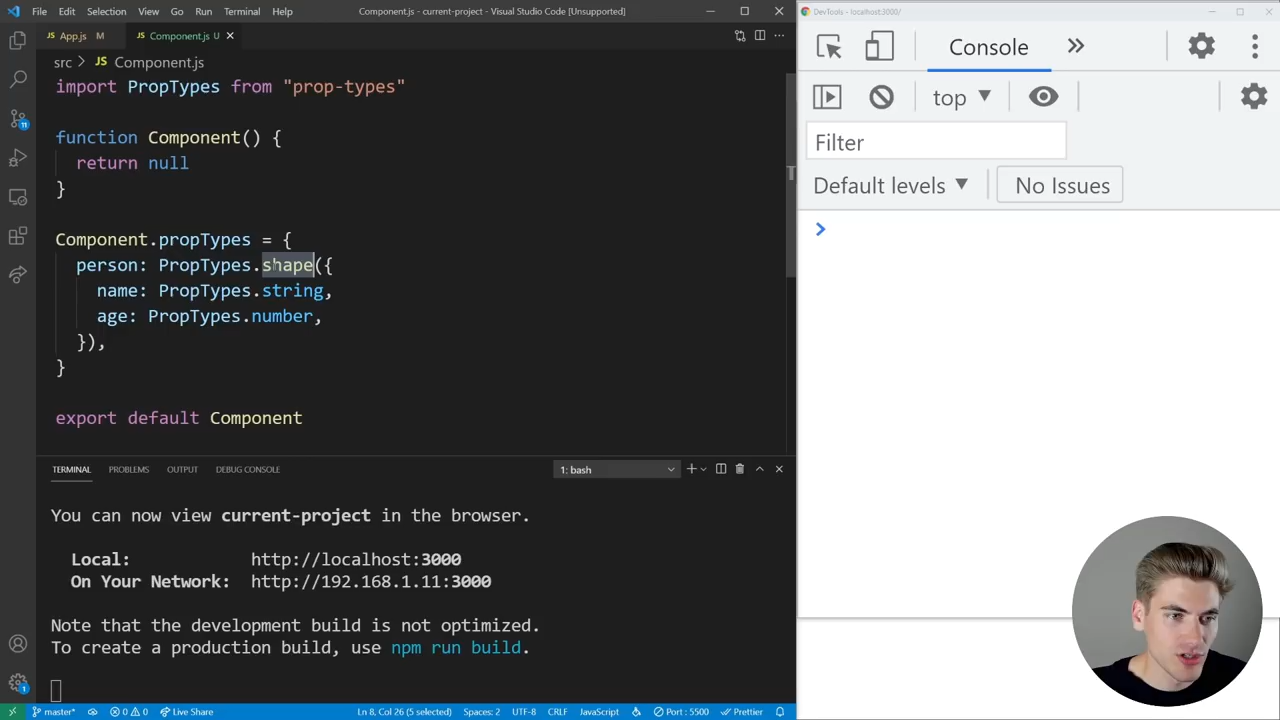 File Edit Selection View Go Run Terminal Help Component.js - current-project - Visual Studio Code [Unsupported]
App.js M Component.js U
src > Component.js
import PropTypes from "prop-types"
function Component() {
return null
}
Component.propTypes = {
person: PropTypes.shape({
name: PropTypes.string,
age: PropTypes.number,
}),
}
export default Component
TERMINAL PROBLEMS OUTPUT DEBUG CONSOLE 1: bash
You can now view current-project in the browser.
Local: http://localhost:3000
On Your Network: http://192.168.1.11:3000
Note that the development build is not optimized.
To create a production build, use npm run build.
master* 0 0 Live Share Ln 8, Col 26 (5 selected) Spaces: 2 UTF-8 CRLF JavaScript Port : 5500 Prettier
DevTools - localhost:3000/
Console
top
Filter
Default levels No Issues
11
1